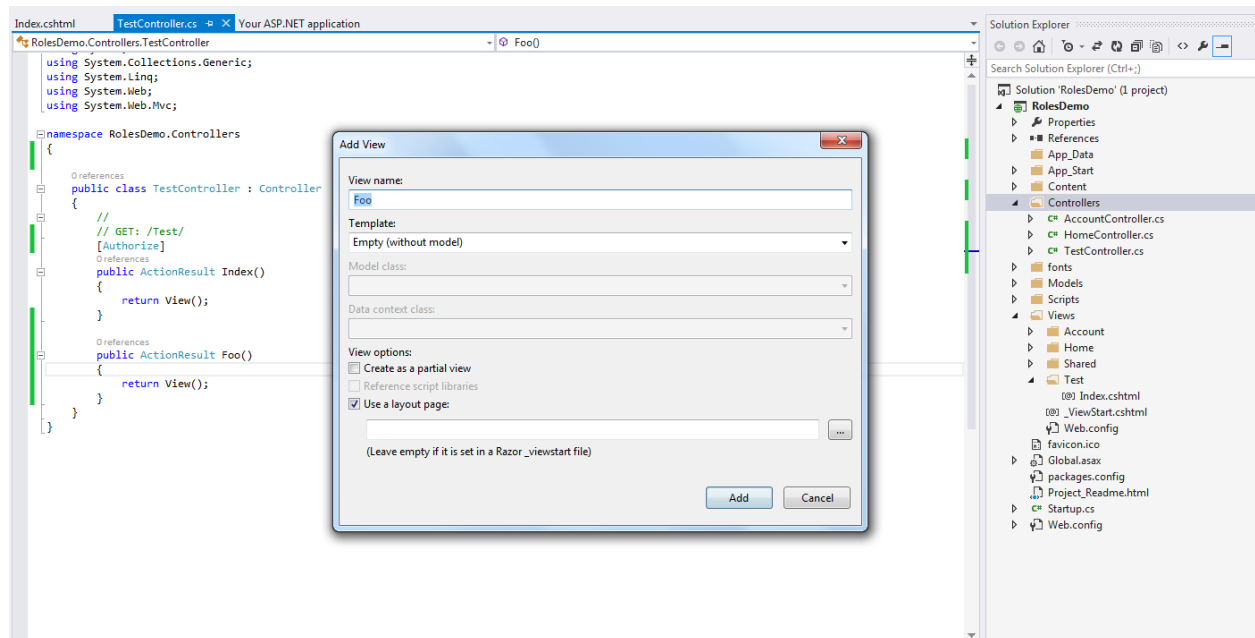 Index.cshtml TestController.cs Your ASP.NET application
RolesDemo.Controllers.TestController Foo()
using System.Collections.Generic;
using System.Linq;
using System.Web;
using System.Web.Mvc;
namespace RolesDemo.Controllers
{
0 references
public class TestController : Controller
{
//
// GET: /Test/
[Authorize]
0 references
public ActionResult Index()
{
return View();
}
0 references
public ActionResult Foo()
{
return View();
}
}
}
Add View
View name:
Foo
Template:
Empty (without model)
Model class:
Data context class:
View options:
Create as a partial view
Reference script libraries
Use a layout page:
...
(Leave empty if it is set in a Razor _viewstart file)
Add Cancel
Solution Explorer
Search Solution Explorer (Ctrl+;)
Solution 'RolesDemo' (1 project)
RolesDemo
Properties
References
App_Data
App_Start
Content
Controllers
C# AccountController.cs
C# HomeController.cs
C# TestController.cs
fonts
Models
Scripts
Views
Account
Home
Shared
Test
[@] Index.cshtml
[@] _ViewStart.cshtml
Web.config
favicon.ico
Global.asax
packages.config
Project_Readme.html
C# Startup.cs
Web.config